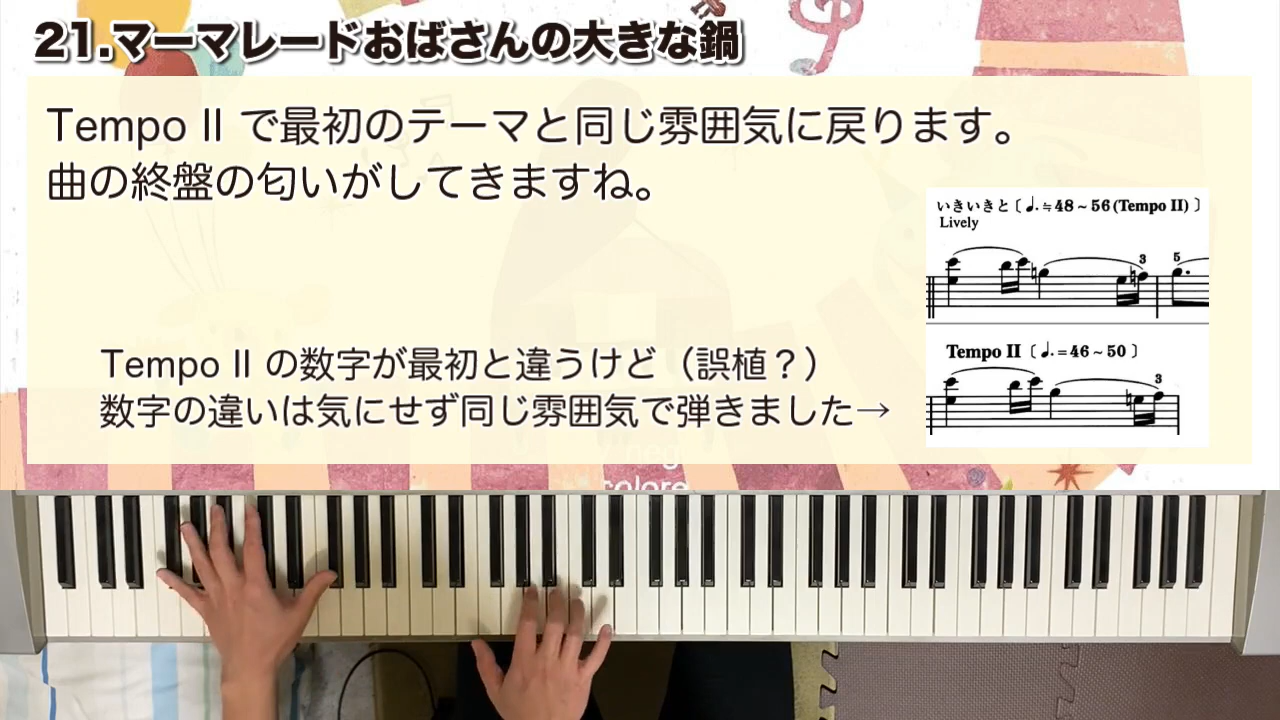 21.マーマレードおばさんの大きな鍋
Tempo II で最初のテーマと同じ雰囲気に戻ります。
曲の終盤の匂いがしてきますね。
いきいきと〔♩.≒48～56(Tempo II)〕
Lively
3 5
Tempo II〔♩.=46～50〕
3
Tempo II の数字が最初と違うけど（誤植？）
数字の違いは気にせず同じ雰囲気で弾きました→